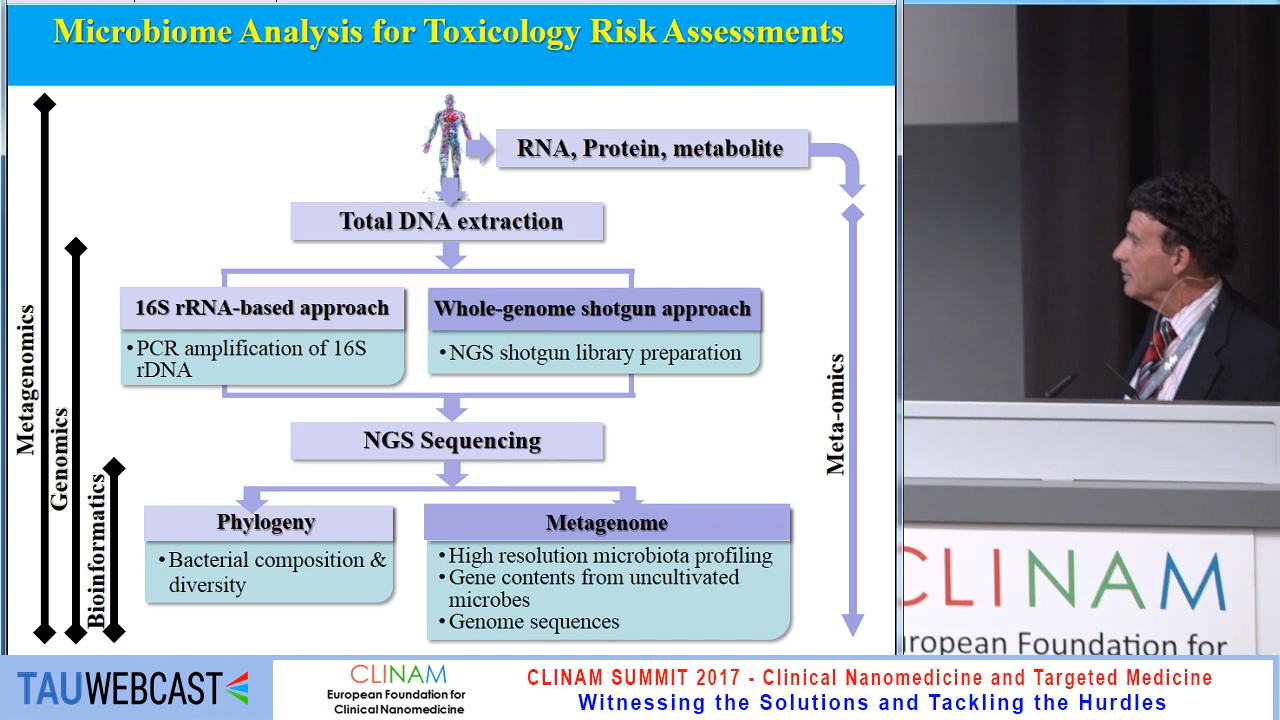 Microbiome Analysis for Toxicology Risk Assessments
RNA, Protein, metabolite
Total DNA extraction
16S rRNA-based approach
•PCR amplification of 16S
rDNA
Whole-genome shotgun approach
•NGS shotgun library preparation
NGS Sequencing
Phylogeny
•Bacterial composition &
diversity
Metagenome
•High resolution microbiota profiling
•Gene contents from uncultivated
microbes
•Genome sequences
Metagenomics
Genomics
Bioinformatics
Meta-omics
CLINAM
uropean Foundation for
TAUWEBCAST
CLINAM
European Foundation for
Clinical Nanomedicine
CLINAM SUMMIT 2017 - Clinical Nanomedicine and Targeted Medicine
Witnessing the Solutions and Tackling the Hurdles